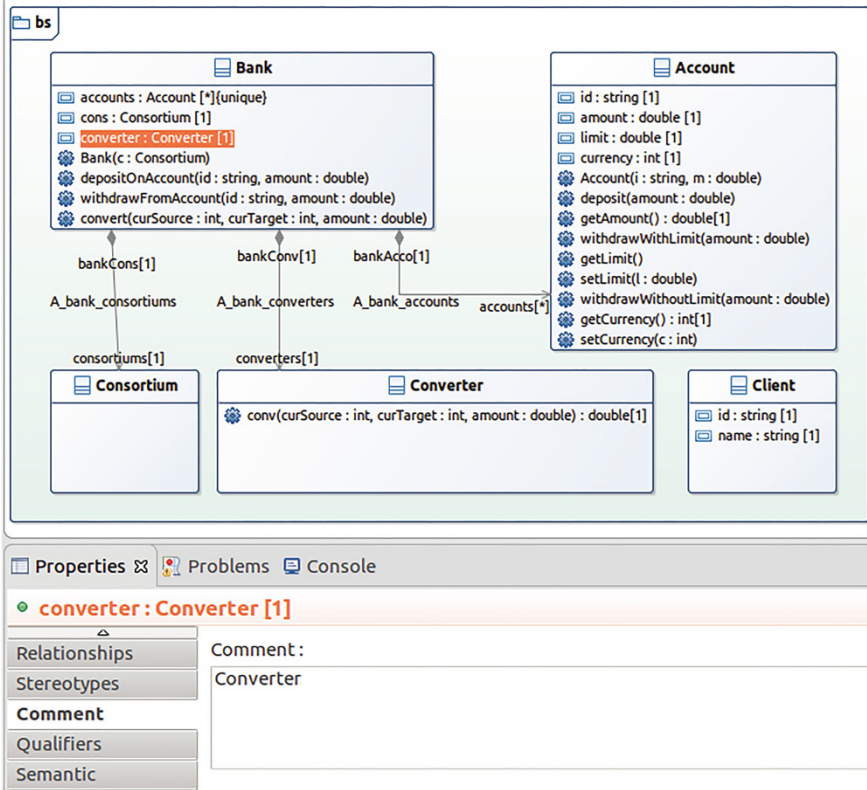 bs
Bank
accounts : Account [*]{unique}
cons : Consortium [1]
converter : Converter [1]
Bank(c : Consortium)
depositOnAccount(id : string, amount : double)
withdrawFromAccount(id : string, amount : double)
convert(curSource : int, curTarget : int, amount : double)
Account
id : string [1]
amount : double [1]
limit : double [1]
currency : int [1]
Account(i : string, m : double)
deposit(amount : double)
getAmount() : double[1]
withdrawWithLimit(amount : double)
getLimit()
setLimit(l : double)
withdrawWithoutLimit(amount : double)
getCurrency() : int[1]
setCurrency(c : int)
bankCons[1]
bankConv[1]
bankAcco[1]
A_bank_consortiums
A_bank_converters
A_bank_accounts
accounts[*]
consortiums[1]
converters[1]
Consortium
Converter
conv(curSource : int, curTarget : int, amount : double) : double[1]
Client
id : string [1]
name : string [1]
Properties
Problems
Console
converter : Converter [1]
Relationships
Stereotypes
Comment
Qualifiers
Semantic
Comment :
Converter